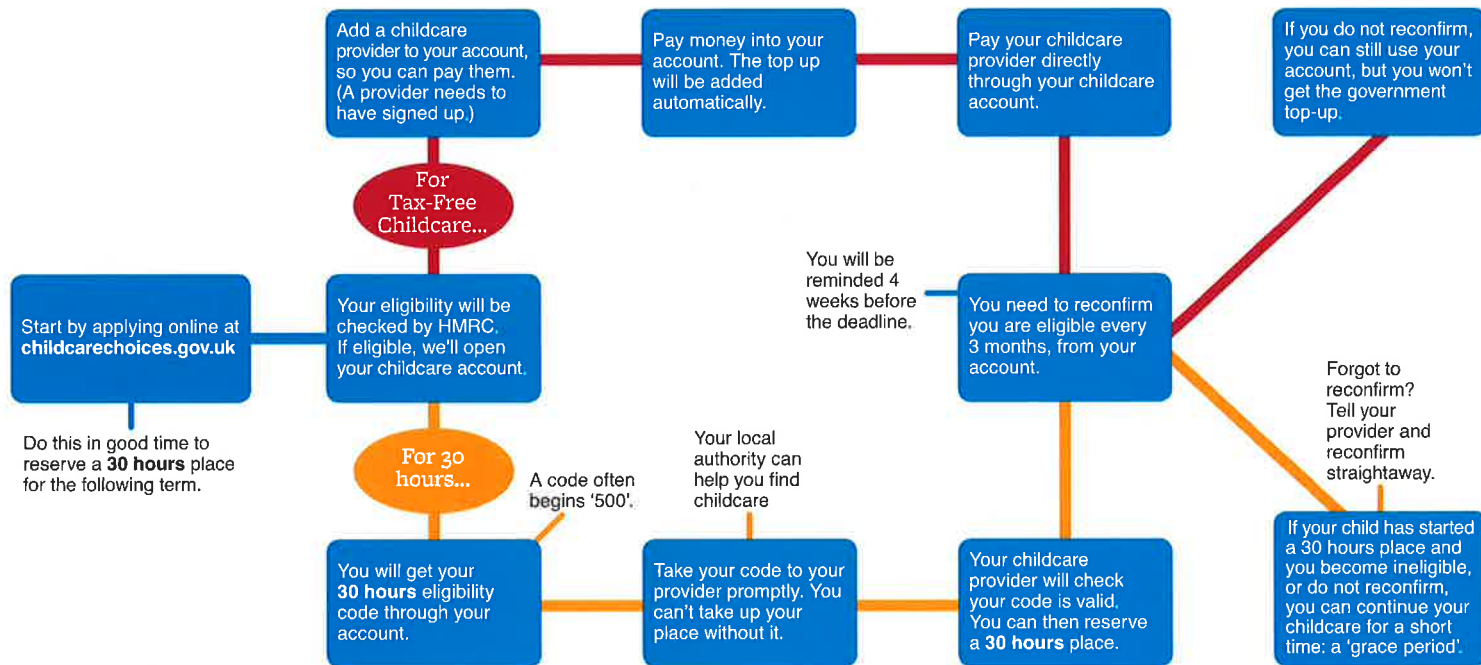 Add a childcare
provider to your account,
so you can pay them.
(A provider needs to
have signed up.)
Pay money into your
account. The top up
will be added
automatically.
Pay your childcare
provider directly
through your childcare
account.
If you do not reconfirm,
you can still use your
account, but you won't
get the government
top-up.
For
Tax-Free
Childcare...
Start by applying online at
childcarechoices.gov.uk
Do this in good time to
reserve a 30 hours place
for the following term.
Your eligibility will be
checked by HMRC.
If eligible, we'll open
your childcare account.
You will be
reminded 4
weeks before
the deadline.
You need to reconfirm
you are eligible every
3 months, from your
account.
For 30
hours...
A code often
begins '500'.
Your local
authority can
help you find
childcare
Forgot to
reconfirm?
Tell your
provider and
reconfirm
straightaway.
You will get your
30 hours eligibility
code through your
account.
Take your code to your
provider promptly. You
can't take up your
place without it.
Your childcare
provider will check
your code is valid.
You can then reserve
a 30 hours place.
If your child has started
a 30 hours place and
you become ineligible,
or do not reconfirm,
you can continue your
childcare for a short
time: a 'grace period'.